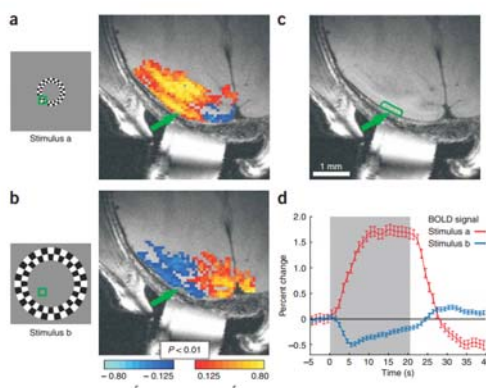 a
Stimulus a
b
Stimulus b
P < 0.01
−0.80 −0.125 0.125 0.80
c
1 mm
d
BOLD signal
Stimulus a
Stimulus b
Percent change
2.0
1.5
1.0
0.5
0
−0.5
−5 0 5 10 15 20 25 30 35 40
Time (s)